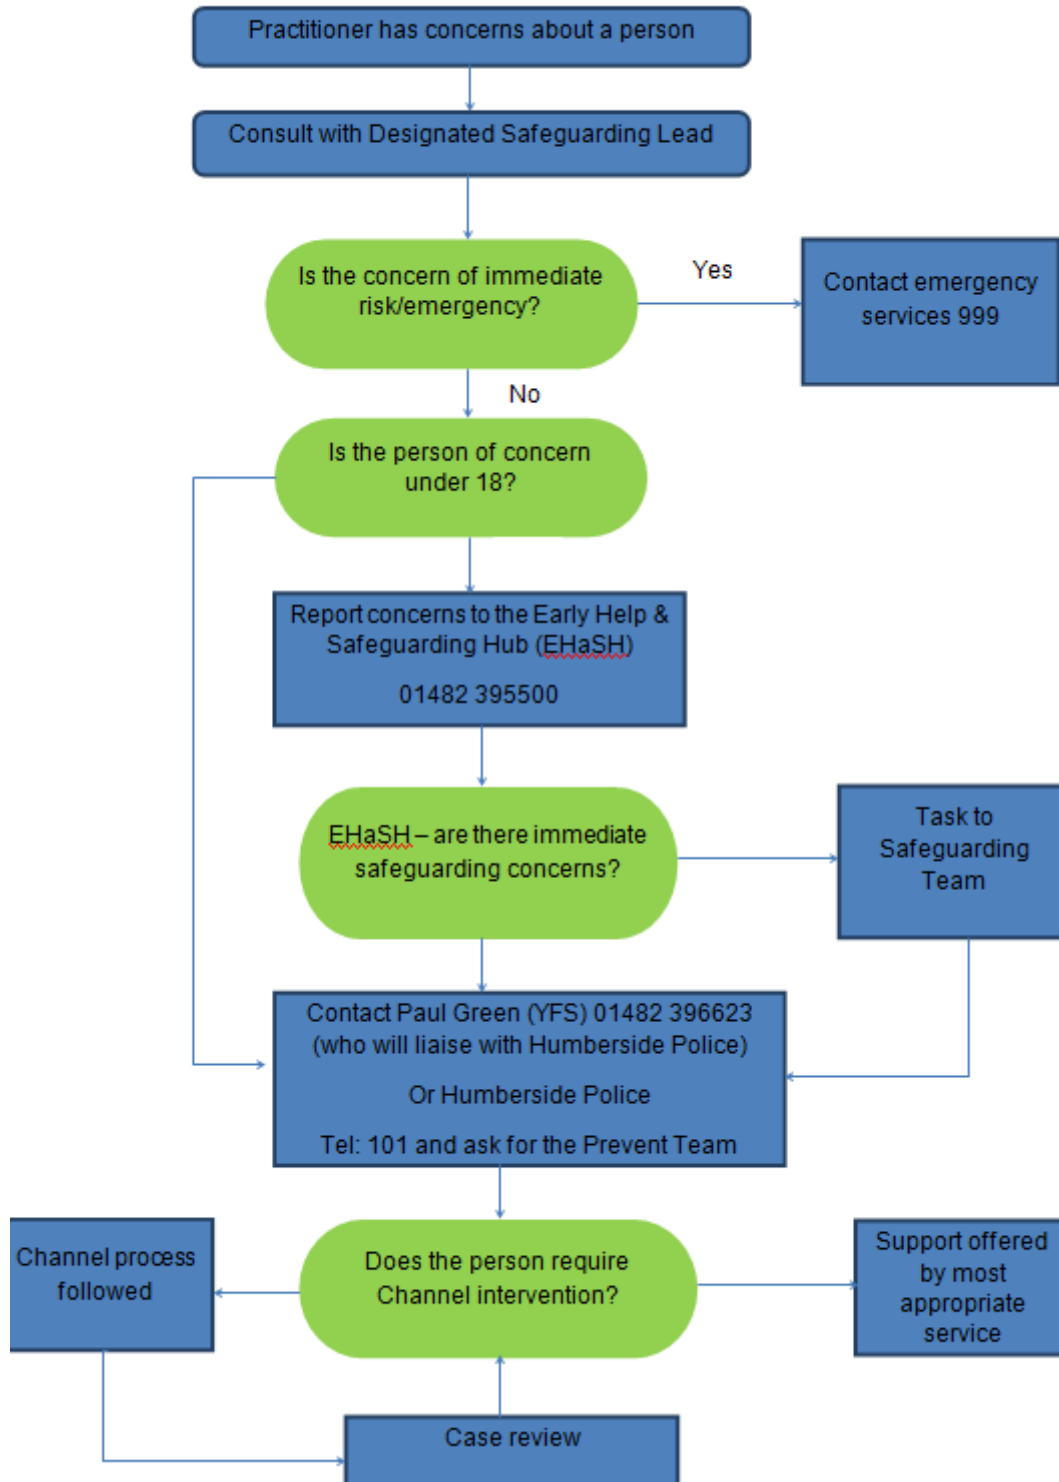 Practitioner has concerns about a person
Consult with Designated Safeguarding Lead
Is the concern of immediate
risk/emergency?
Yes
Contact emergency
services 999
No
Is the person of concern
under 18?
Report concerns to the Early Help &
Safeguarding Hub (EHaSH)
01482 395500
EHaSH – are there immediate
safeguarding concerns?
Task to
Safeguarding
Team
Contact Paul Green (YFS) 01482 396623
(who will liaise with Humberside Police)
Or Humberside Police
Tel: 101 and ask for the Prevent Team
Channel process
followed
Does the person require
Channel intervention?
Support offered
by most
appropriate
service
Case review